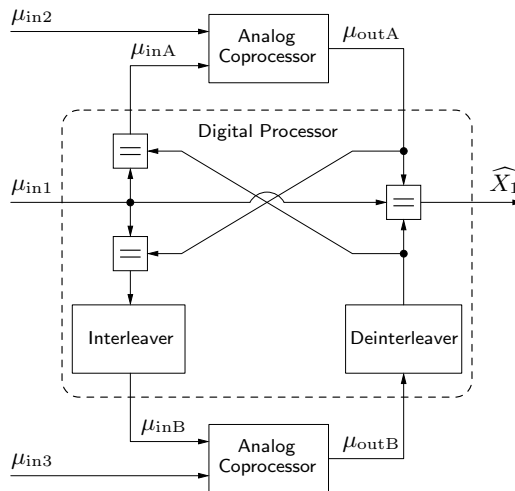 μin2
Analog
Coprocessor
μoutA
μinA
Digital Processor
=
μin1
=
X̂1
=
Interleaver
Deinterleaver
μinB
Analog
Coprocessor
μoutB
μin3